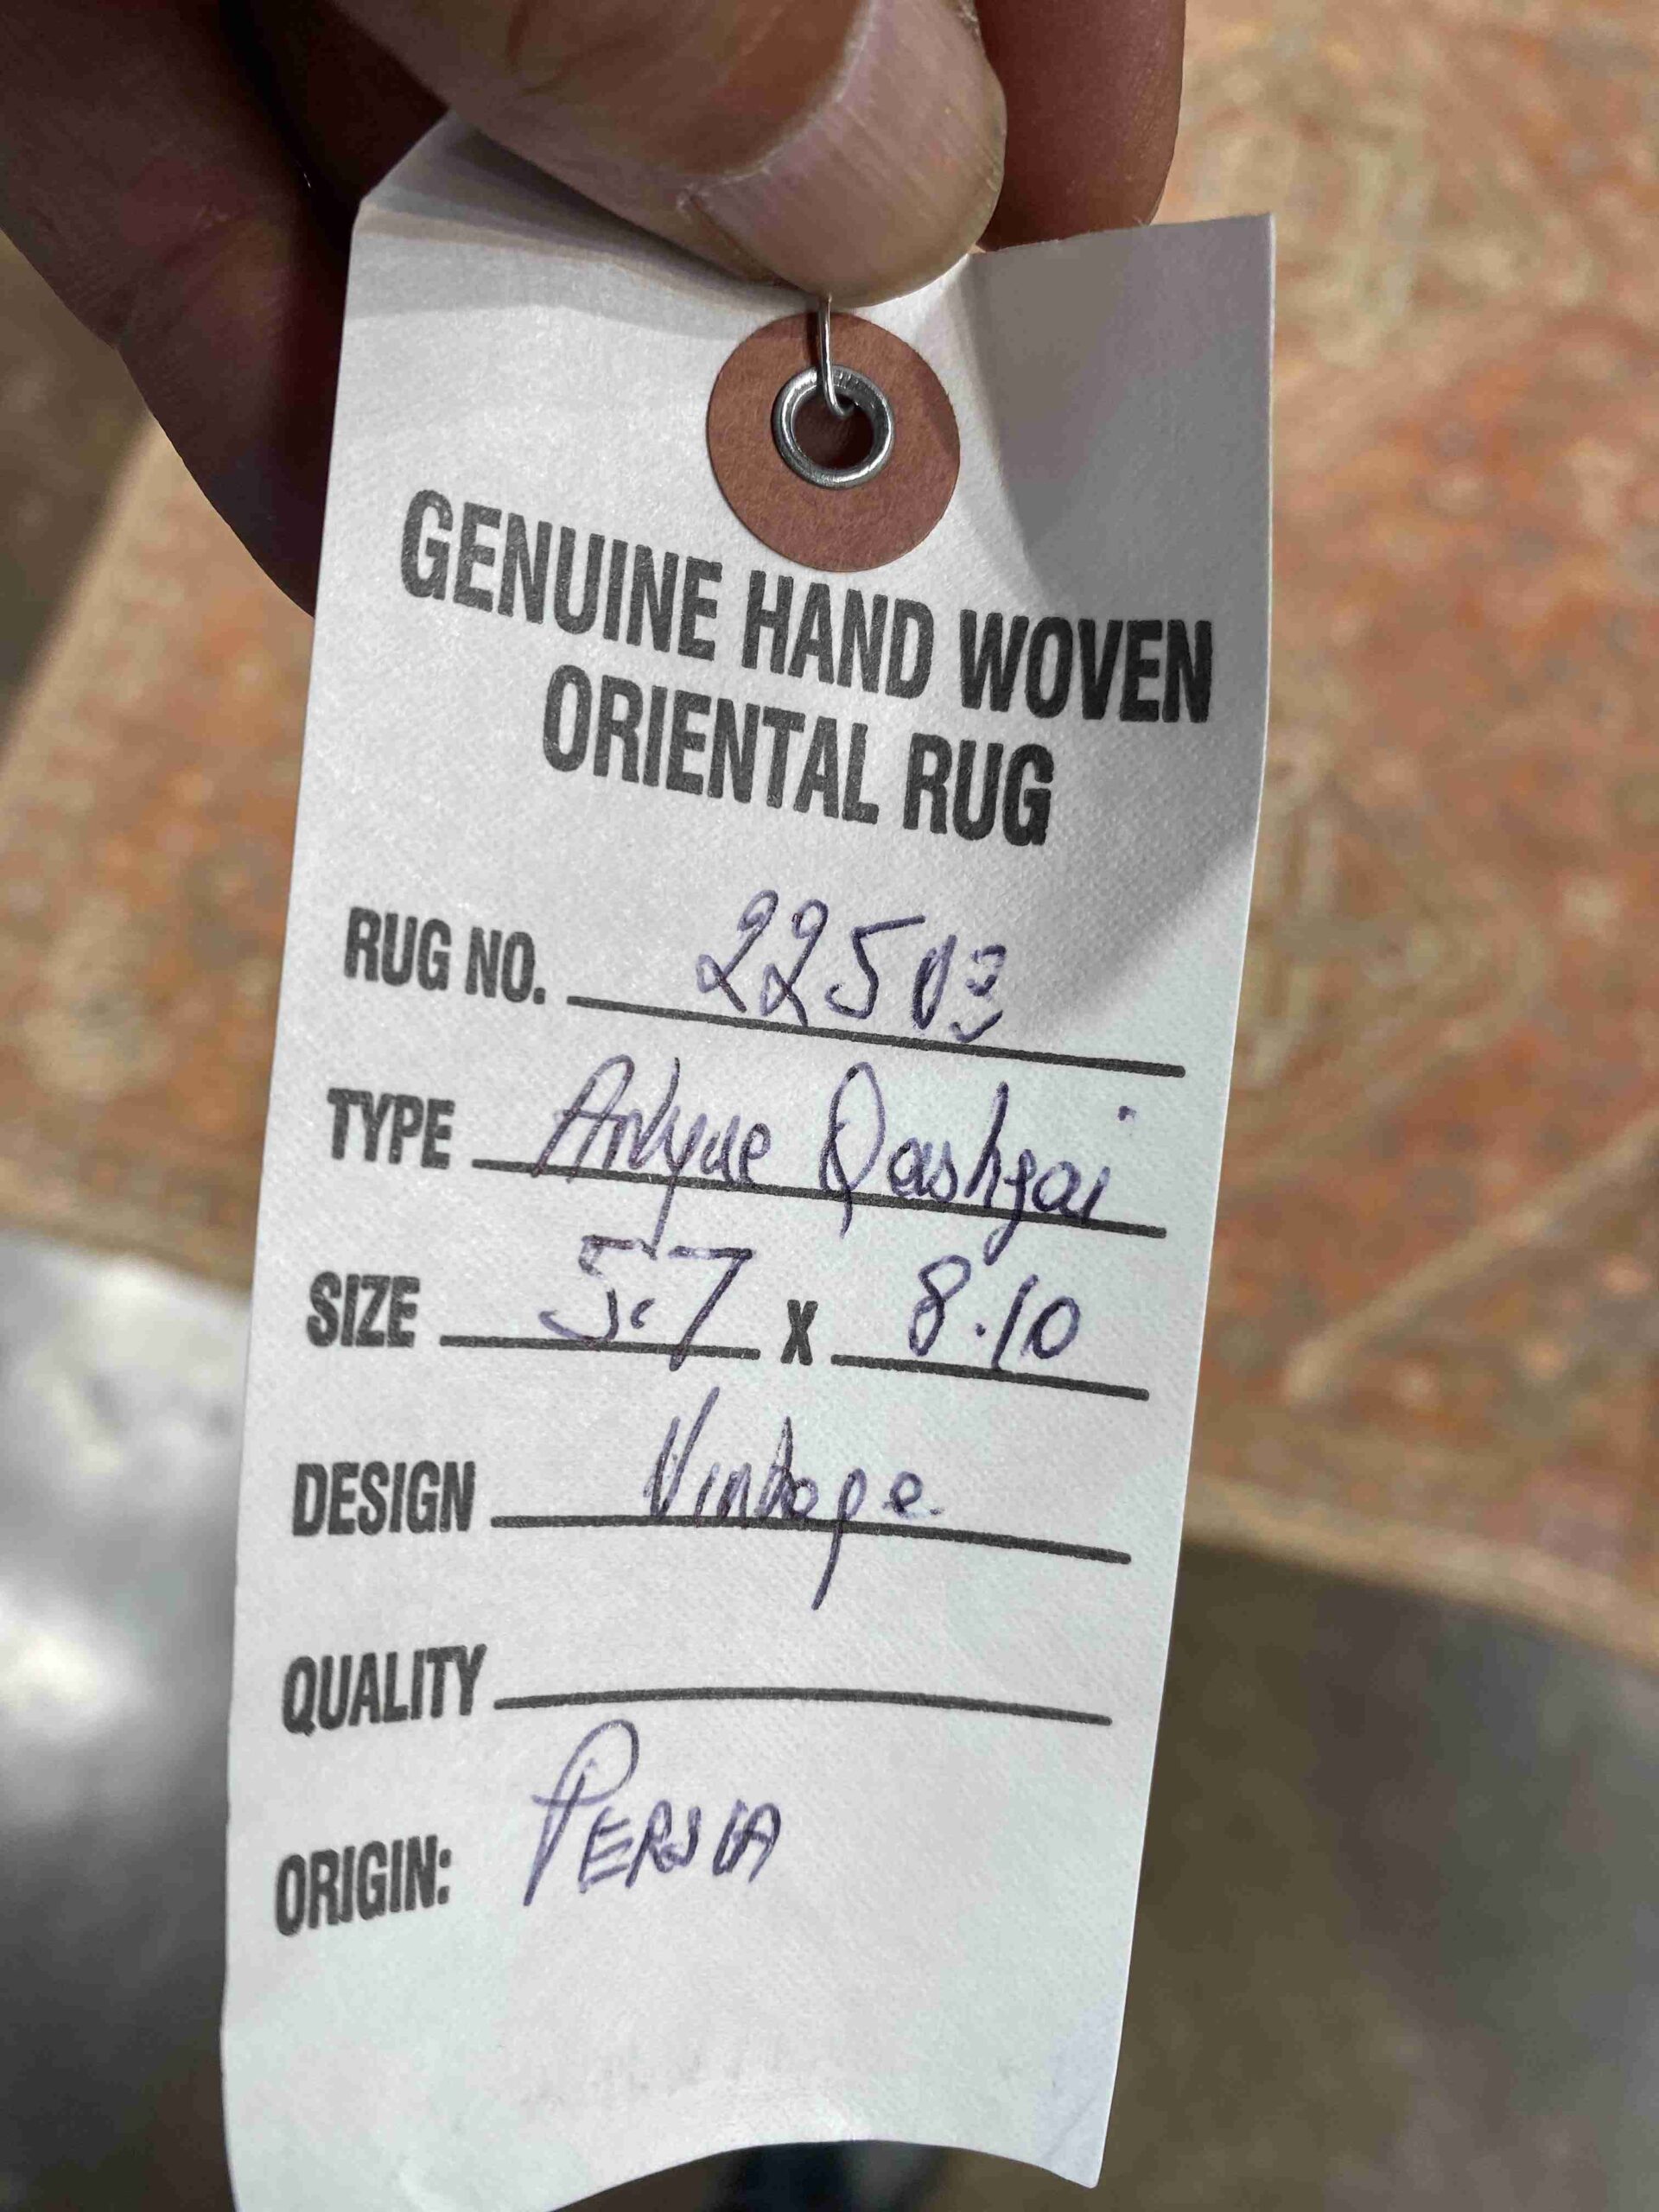 GENUINE HAND WOVEN
ORIENTAL RUG
RUG NO. 22503
TYPE Antique Qashgai
SIZE 5.7 x 8.10
DESIGN Vintage
QUALITY
ORIGIN: PERSIA